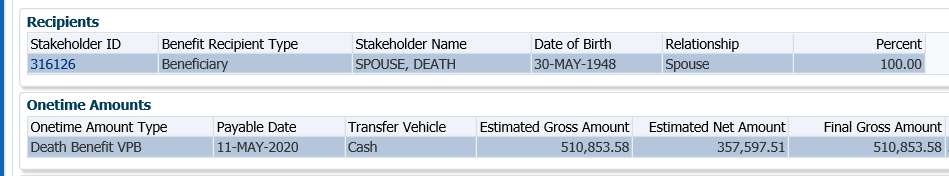 Recipients
Stakeholder ID Benefit Recipient Type Stakeholder Name Date of Birth Relationship Percent
316126 Beneficiary SPOUSE, DEATH 30-MAY-1948 Spouse 100.00
Onetime Amounts
Onetime Amount Type Payable Date Transfer Vehicle Estimated Gross Amount Estimated Net Amount Final Gross Amount
Death Benefit VPB 11-MAY-2020 Cash 510,853.58 357,597.51 510,853.58